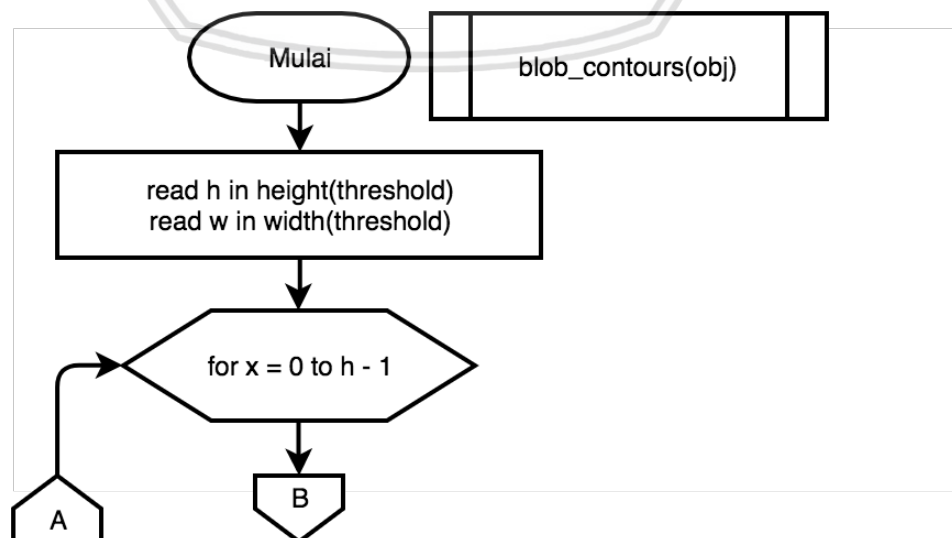 Mulai
blob_contours(obj)
read h in height(threshold)
read w in width(threshold)
for x = 0 to h - 1
B
A